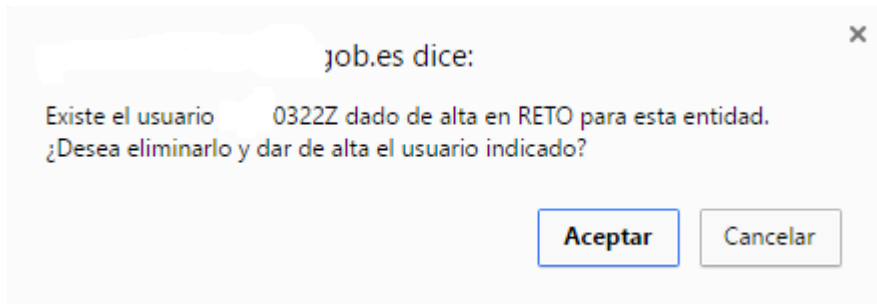 gob.es dice:
Existe el usuario 0322Z dado de alta en RETO para esta entidad.
¿Desea eliminarlo y dar de alta el usuario indicado?
Aceptar Cancelar